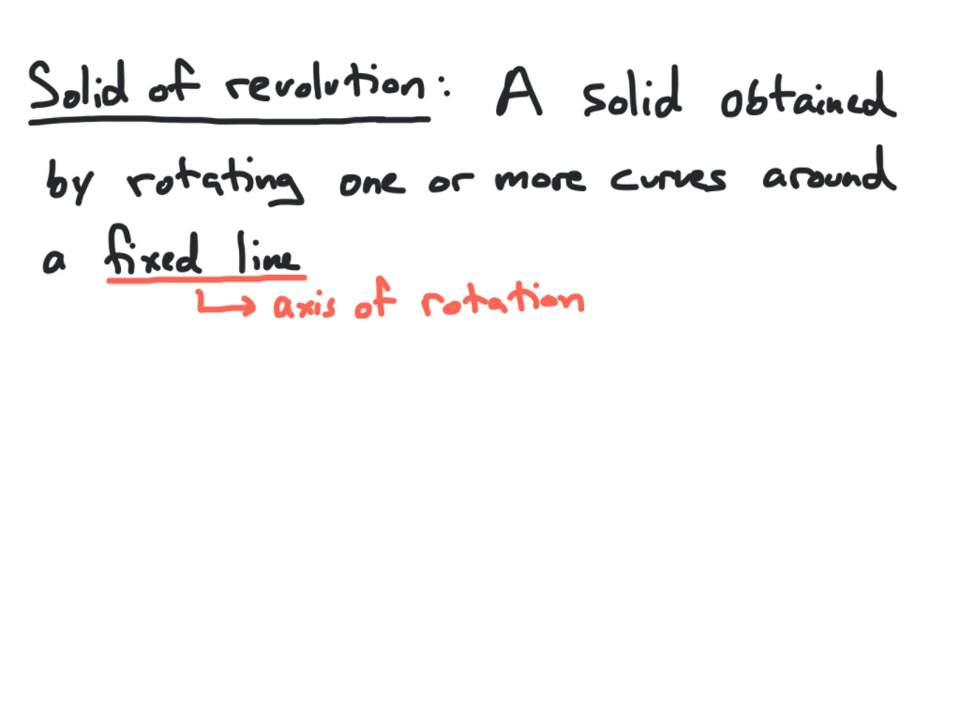 Solid of revolution: A solid obtained
by rotating one or more curves around
a fixed line
↳ axis of rotation